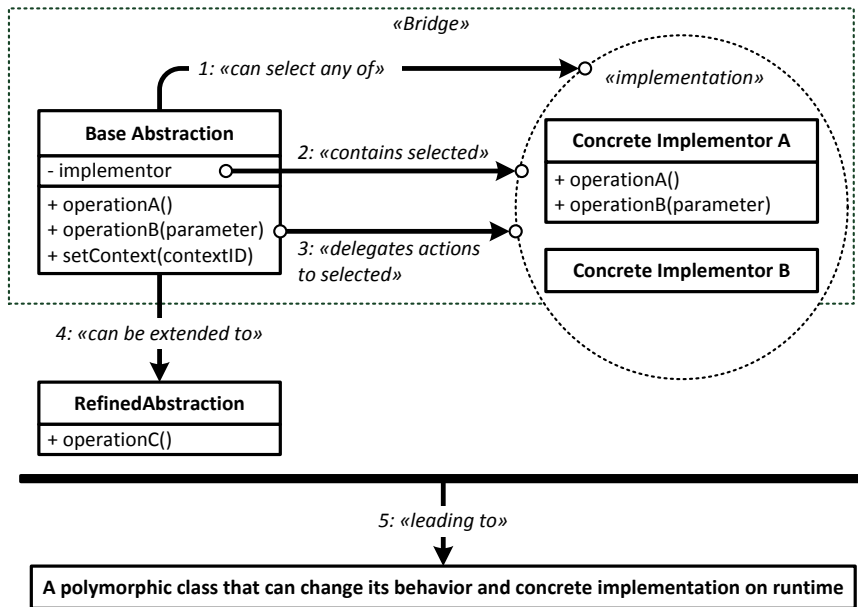 «Bridge»
1: «can select any of»
«implementation»
Base Abstraction
- implementor
+ operationA()
+ operationB(parameter)
+ setContext(contextID)
2: «contains selected»
3: «delegates actions
to selected»
Concrete Implementor A
+ operationA()
+ operationB(parameter)
Concrete Implementor B
4: «can be extended to»
RefinedAbstraction
+ operationC()
5: «leading to»
A polymorphic class that can change its behavior and concrete implementation on runtime